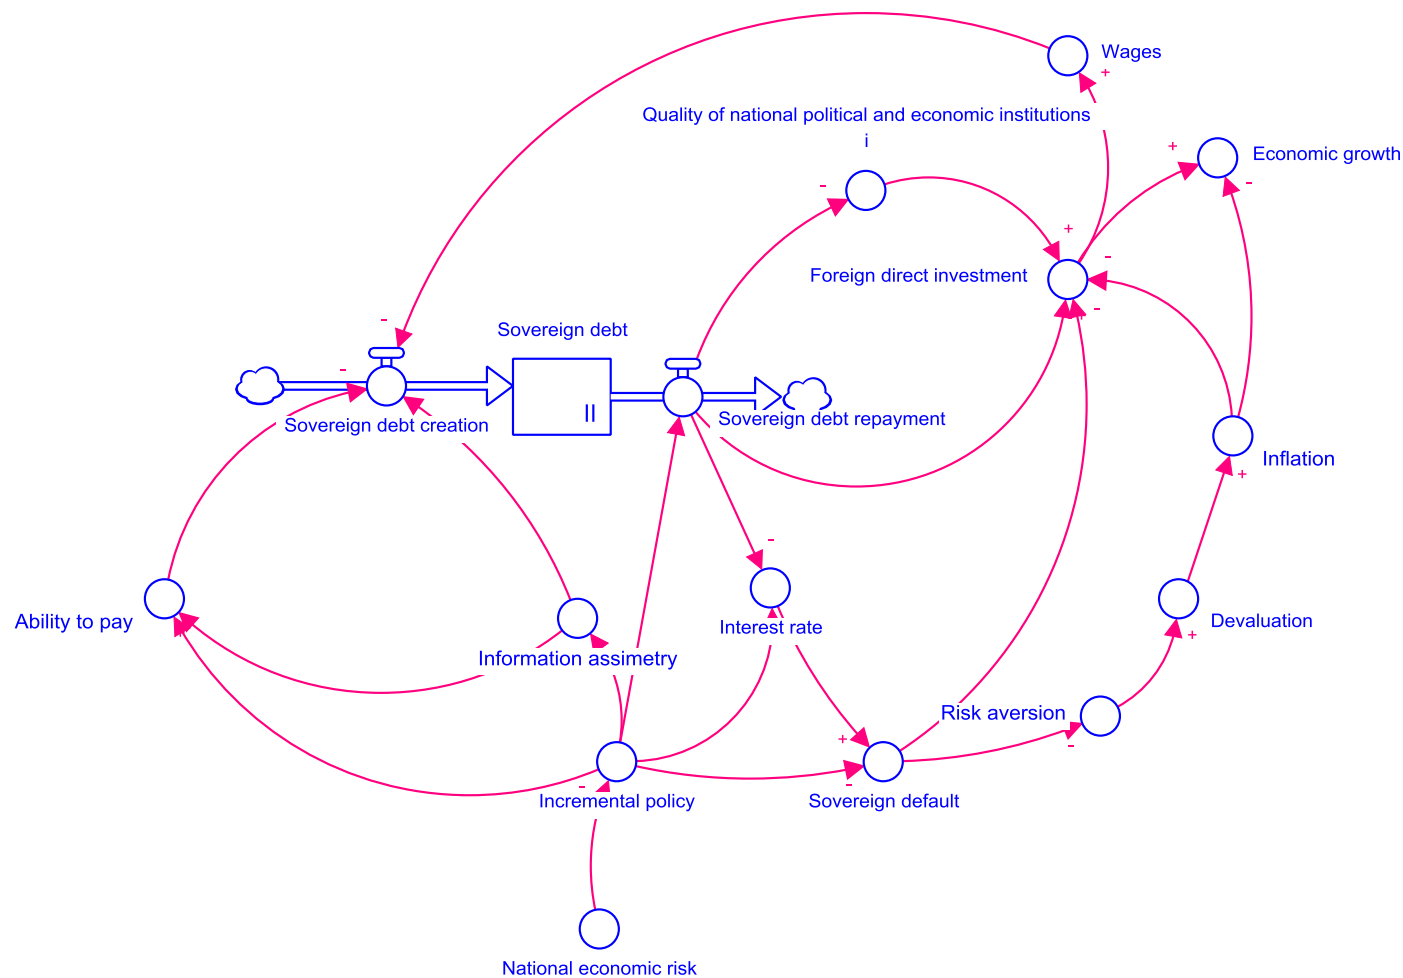 Wages
+
Quality of national political and economic institutions
i
+
Economic growth
-
-
+
-
Foreign direct investment
-
-
Sovereign debt
-
Sovereign debt creation
Sovereign debt repayment
Inflation
+
-
Ability to pay
Interest rate
Devaluation
+
Information assimetry
Risk aversion
+
-
-
-
Incremental policy
Sovereign default
National economic risk